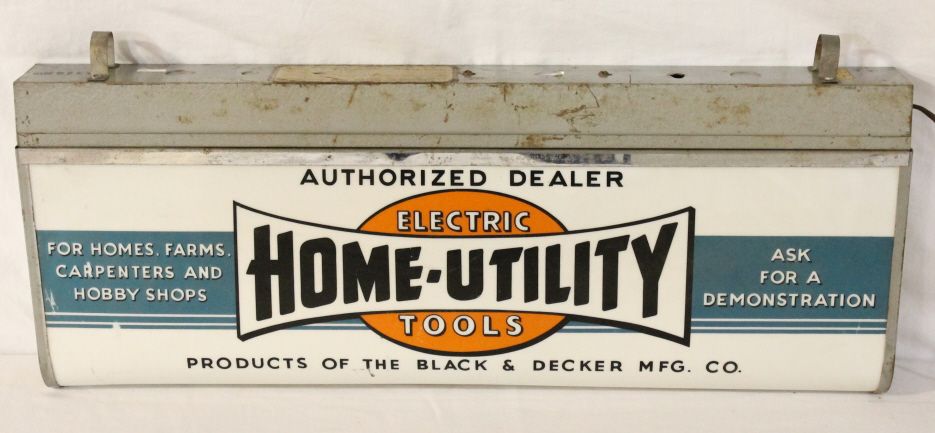 AUTHORIZED DEALER
ELECTRIC
HOME-UTILITY
TOOLS
FOR HOMES, FARMS,
CARPENTERS AND
HOBBY SHOPS
ASK
FOR A
DEMONSTRATION
PRODUCTS OF THE BLACK & DECKER MFG. CO.